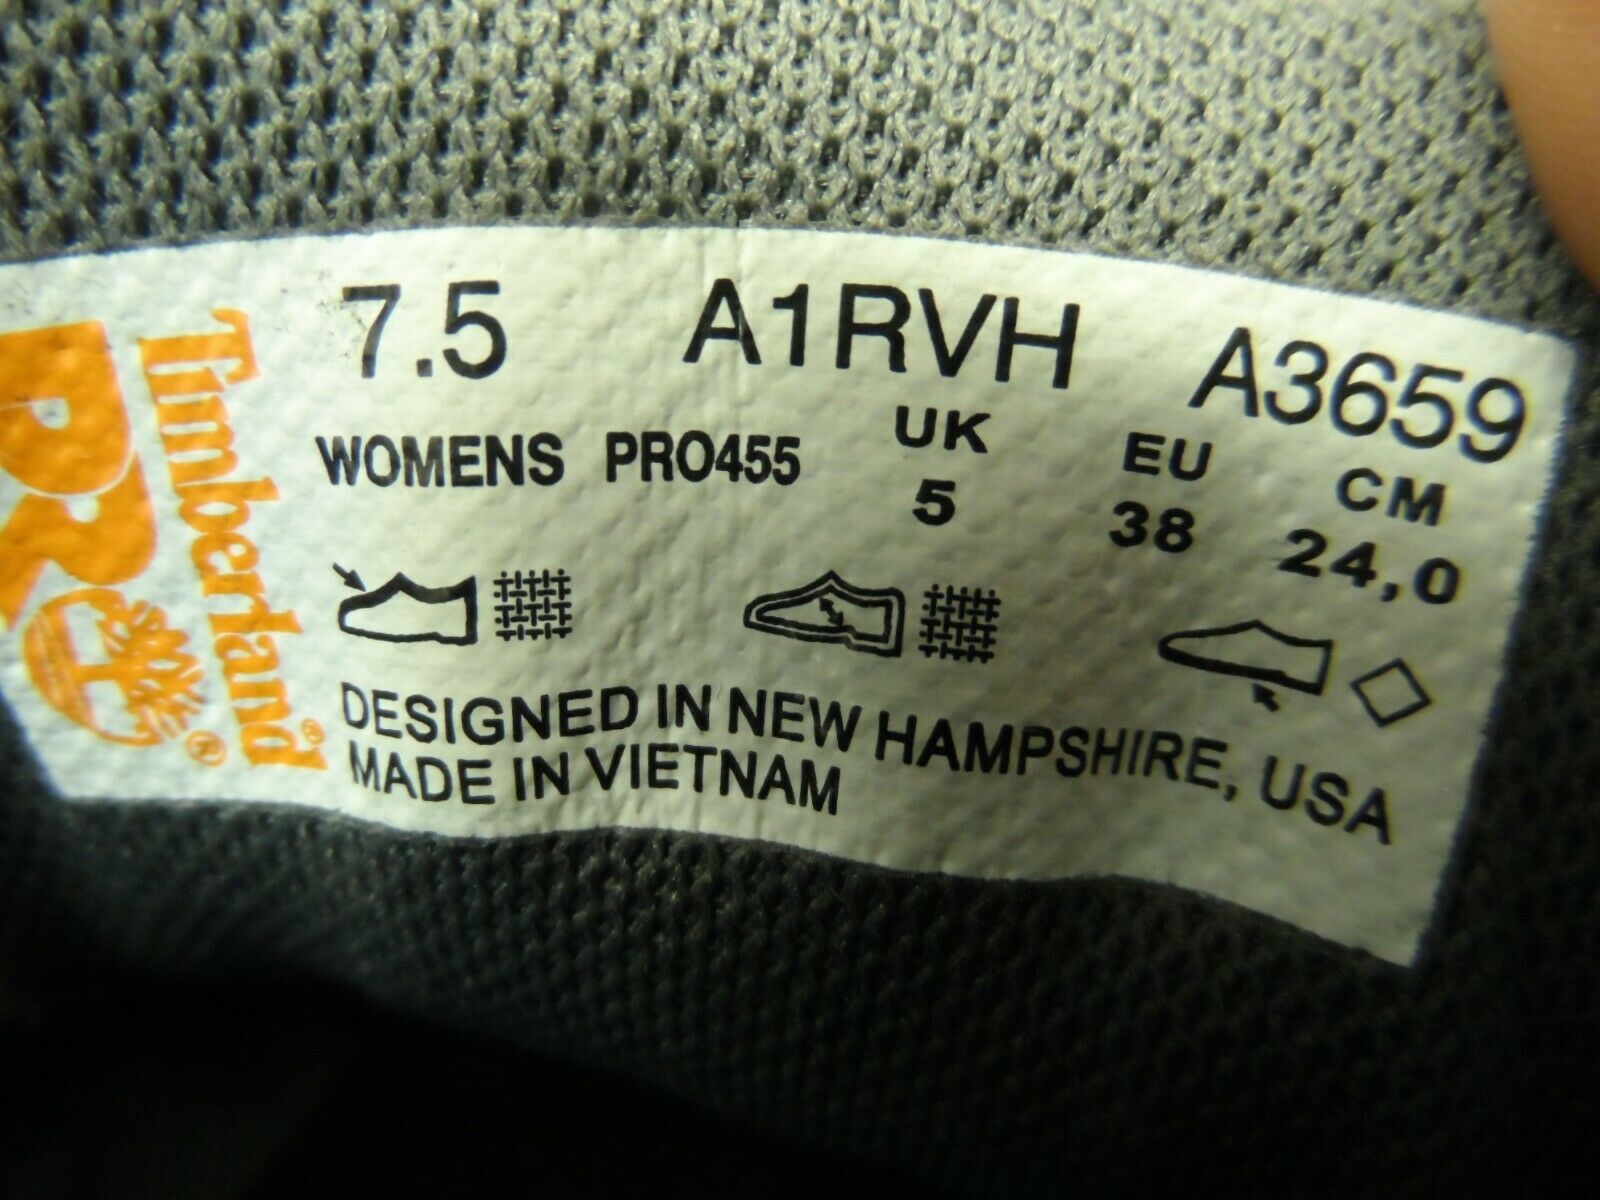 PRO
Timberland®
®
7.5 A1RVH A3659
WOMENS PRO455 UK EU CM
5 38 24,0
DESIGNED IN NEW HAMPSHIRE, USA
MADE IN VIETNAM